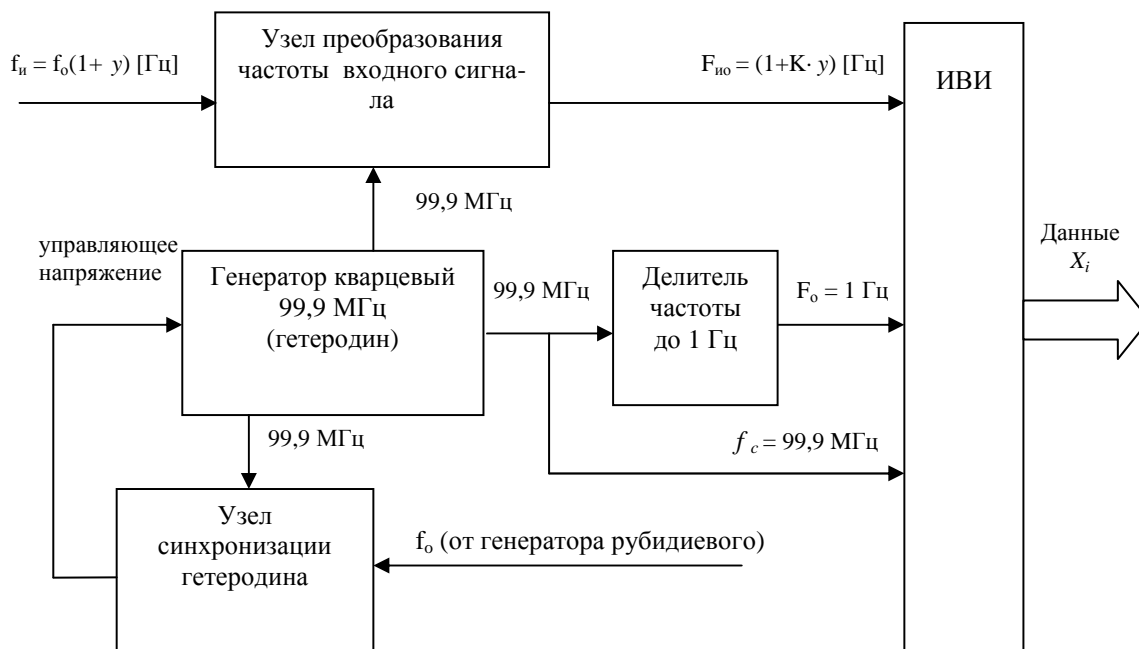 Узел преобразования
частоты входного сигна-
ла
fи = fо(1+ y) [Гц]
Fио = (1+K· y) [Гц]
ИВИ
99,9 МГц
управляющее
напряжение
Генератор кварцевый
99,9 МГц
(гетеродин)
99,9 МГц
Делитель
частоты
до 1 Гц
Fо = 1 Гц
Данные
Xi
99,9 МГц
f c = 99,9 МГц
Узел
синхронизации
гетеродина
fо (от генератора рубидиевого)